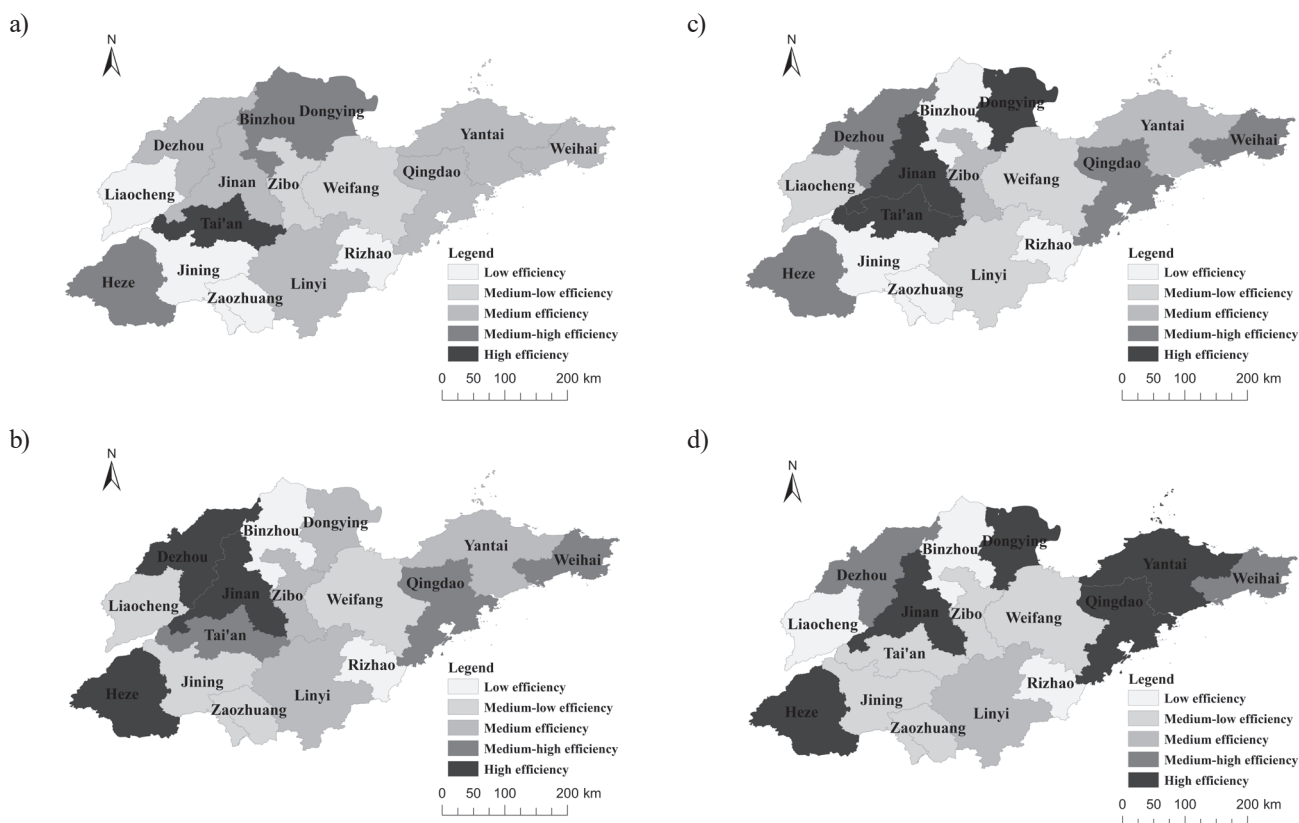 a)
N
Dongying
Binzhou
Yantai
Dezhou
Weihai
Qingdao
Jinan
Zibo
Weifang
Liaocheng
Tai'an
Rizhao
Jining
Heze
Linyi
Zaozhuang
Legend
Low efficiency
Medium-low efficiency
Medium efficiency
Medium-high efficiency
High efficiency
0 50 100 200 km
c)
N
Dongying
Binzhou
Yantai
Dezhou
Weihai
Qingdao
Jinan
Zibo
Weifang
Liaocheng
Tai'an
Rizhao
Jining
Heze
Linyi
Zaozhuang
Legend
Low efficiency
Medium-low efficiency
Medium efficiency
Medium-high efficiency
High efficiency
0 50 100 200 km
b)
N
Dongying
Binzhou
Yantai
Dezhou
Weihai
Qingdao
Jinan
Zibo
Weifang
Liaocheng
Tai'an
Rizhao
Jining
Heze
Linyi
Zaozhuang
Legend
Low efficiency
Medium-low efficiency
Medium efficiency
Medium-high efficiency
High efficiency
0 50 100 200 km
d)
N
Dongying
Binzhou
Yantai
Dezhou
Weihai
Qingdao
Jinan
Zibo
Weifang
Liaocheng
Tai'an
Rizhao
Jining
Heze
Linyi
Zaozhuang
Legend
Low efficiency
Medium-low efficiency
Medium efficiency
Medium-high efficiency
High efficiency
0 50 100 200 km